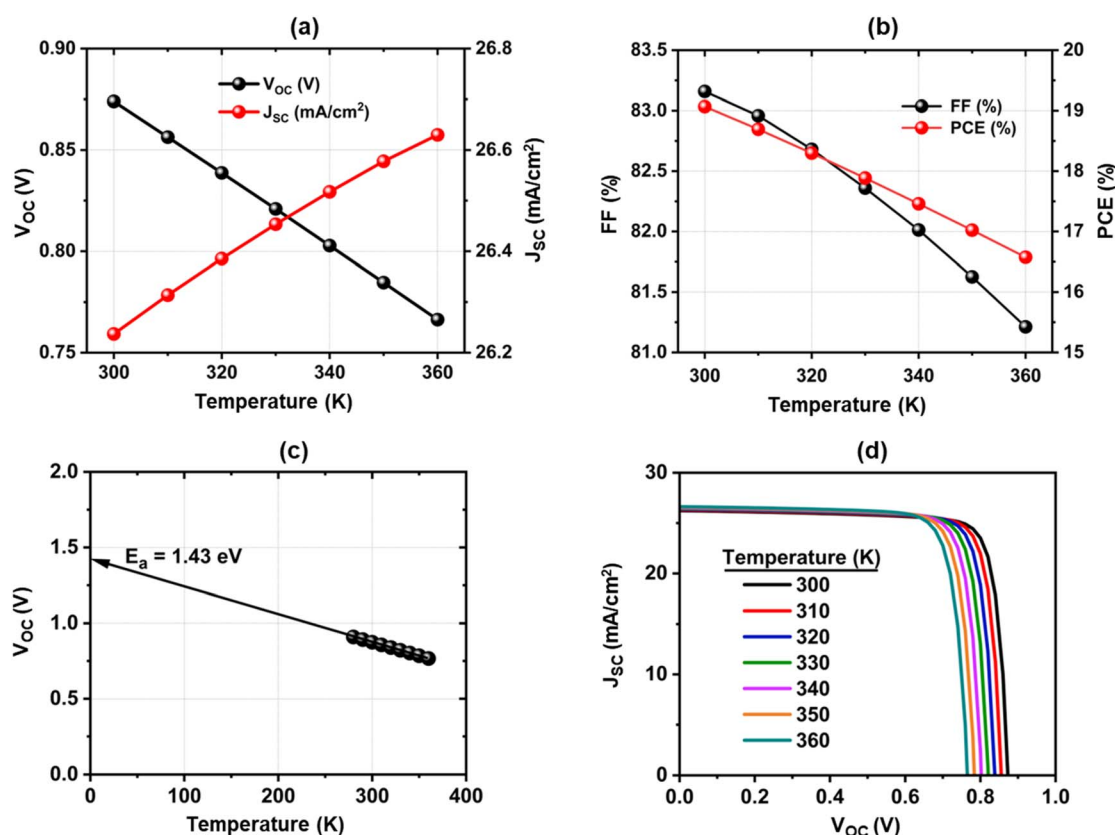 (a)
0.90
0.85
0.80
0.75
V_OC (V)
V_OC (V)
J_SC (mA/cm²)
26.8
26.6
26.4
26.2
J_SC (mA/cm²)
300 320 340 360
Temperature (K)
(b)
83.5
83.0
82.5
82.0
81.5
81.0
FF (%)
FF (%)
PCE (%)
20
19
18
17
16
15
PCE (%)
300 320 340 360
Temperature (K)
(c)
2.0
1.5
1.0
0.5
0.0
V_OC (V)
E_a = 1.43 eV
0 100 200 300 400
Temperature (K)
(d)
30
20
10
0
J_SC (mA/cm²)
Temperature (K)
300
310
320
330
340
350
360
0.0 0.2 0.4 0.6 0.8 1.0
V_OC (V)